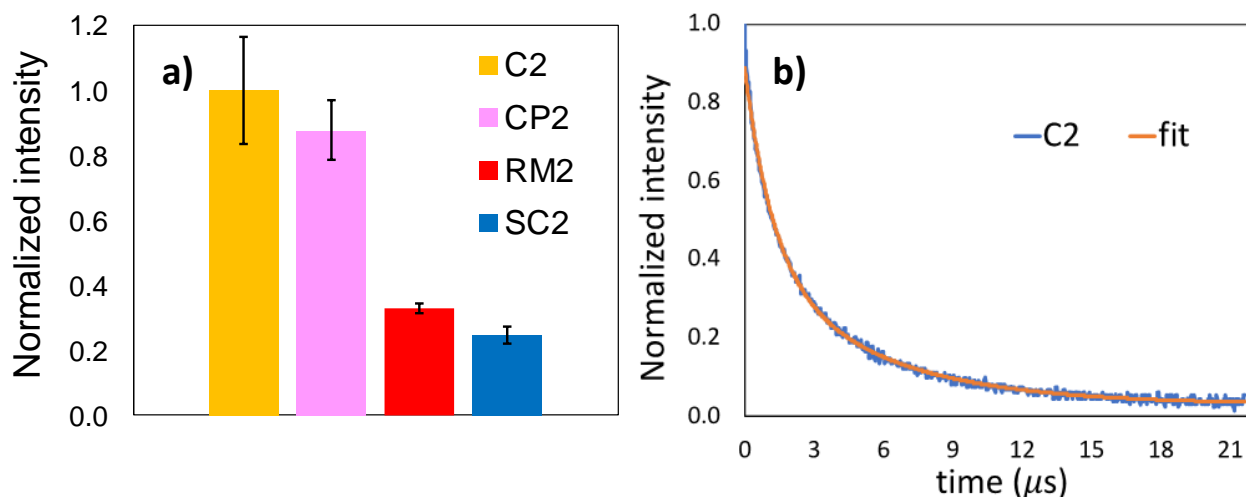 a)
Normalized intensity
1.2
1.0
0.8
0.6
0.4
0.2
0.0
C2
CP2
RM2
SC2
b)
Normalized intensity
1.0
0.8
0.6
0.4
0.2
0.0
C2 fit
0 3 6 9 12 15 18 21
time (μs)